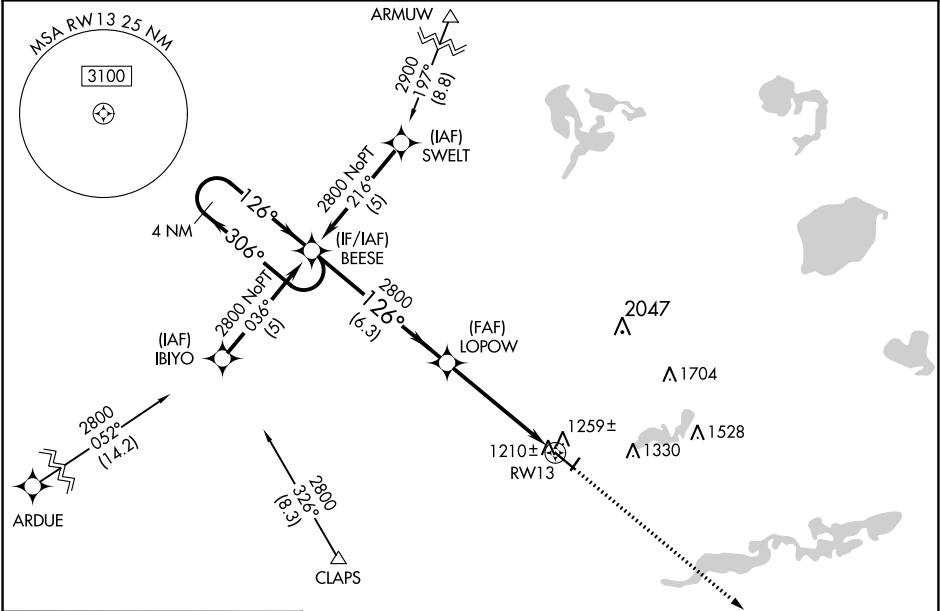 MSA RW13 25 NM
3100
ARMUW
2900
197°
(8.8)
(IAF)
SWELT
2800 NoPT
216°
(5)
126°
4 NM
306°
(IF/IAF)
BEESE
2800 NoPT
036°
(5)
(IAF)
IBIYO
2800
126°
(6.3)
(FAF)
LOPOW
2047
1704
1259±
1210±
1528
1330
RW13
2800
052°
(14.2)
ARDUE
2800
326°
(8.3)
CLAPS